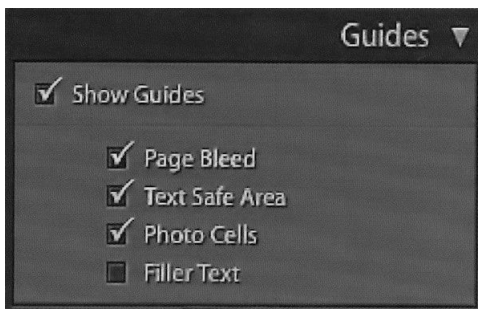 Guides
Show Guides
Page Bleed
Text Safe Area
Photo Cells
Filler Text